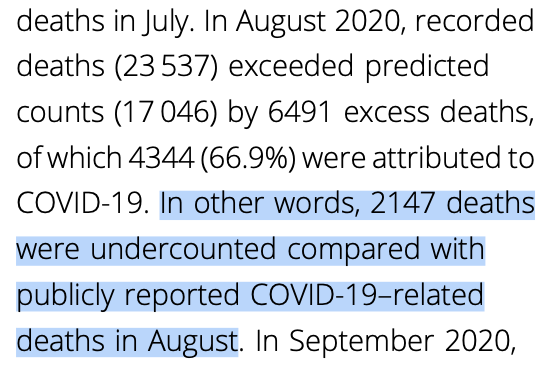 deaths in July. In August 2020, recorded
deaths (23 537) exceeded predicted
counts (17 046) by 6491 excess deaths,
of which 4344 (66.9%) were attributed to
COVID-19. In other words, 2147 deaths
were undercounted compared with
publicly reported COVID-19–related
deaths in August. In September 2020,